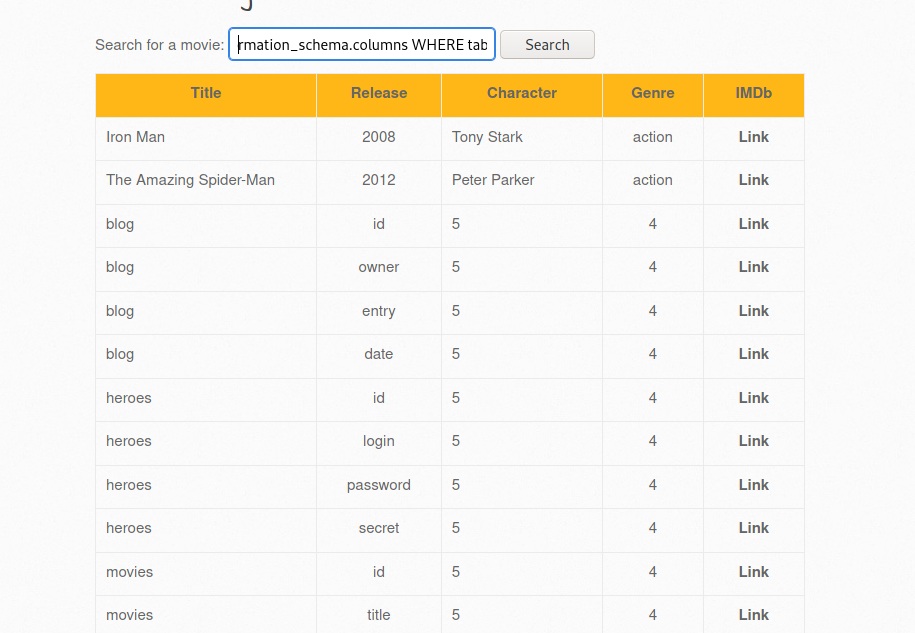 Search for a movie: rmation_schema.columns WHERE tab Search
Title Release Character Genre IMDb
Iron Man 2008 Tony Stark action Link
The Amazing Spider-Man 2012 Peter Parker action Link
blog id 5 4 Link
blog owner 5 4 Link
blog entry 5 4 Link
blog date 5 4 Link
heroes id 5 4 Link
heroes login 5 4 Link
heroes password 5 4 Link
heroes secret 5 4 Link
movies id 5 4 Link
movies title 5 4 Link